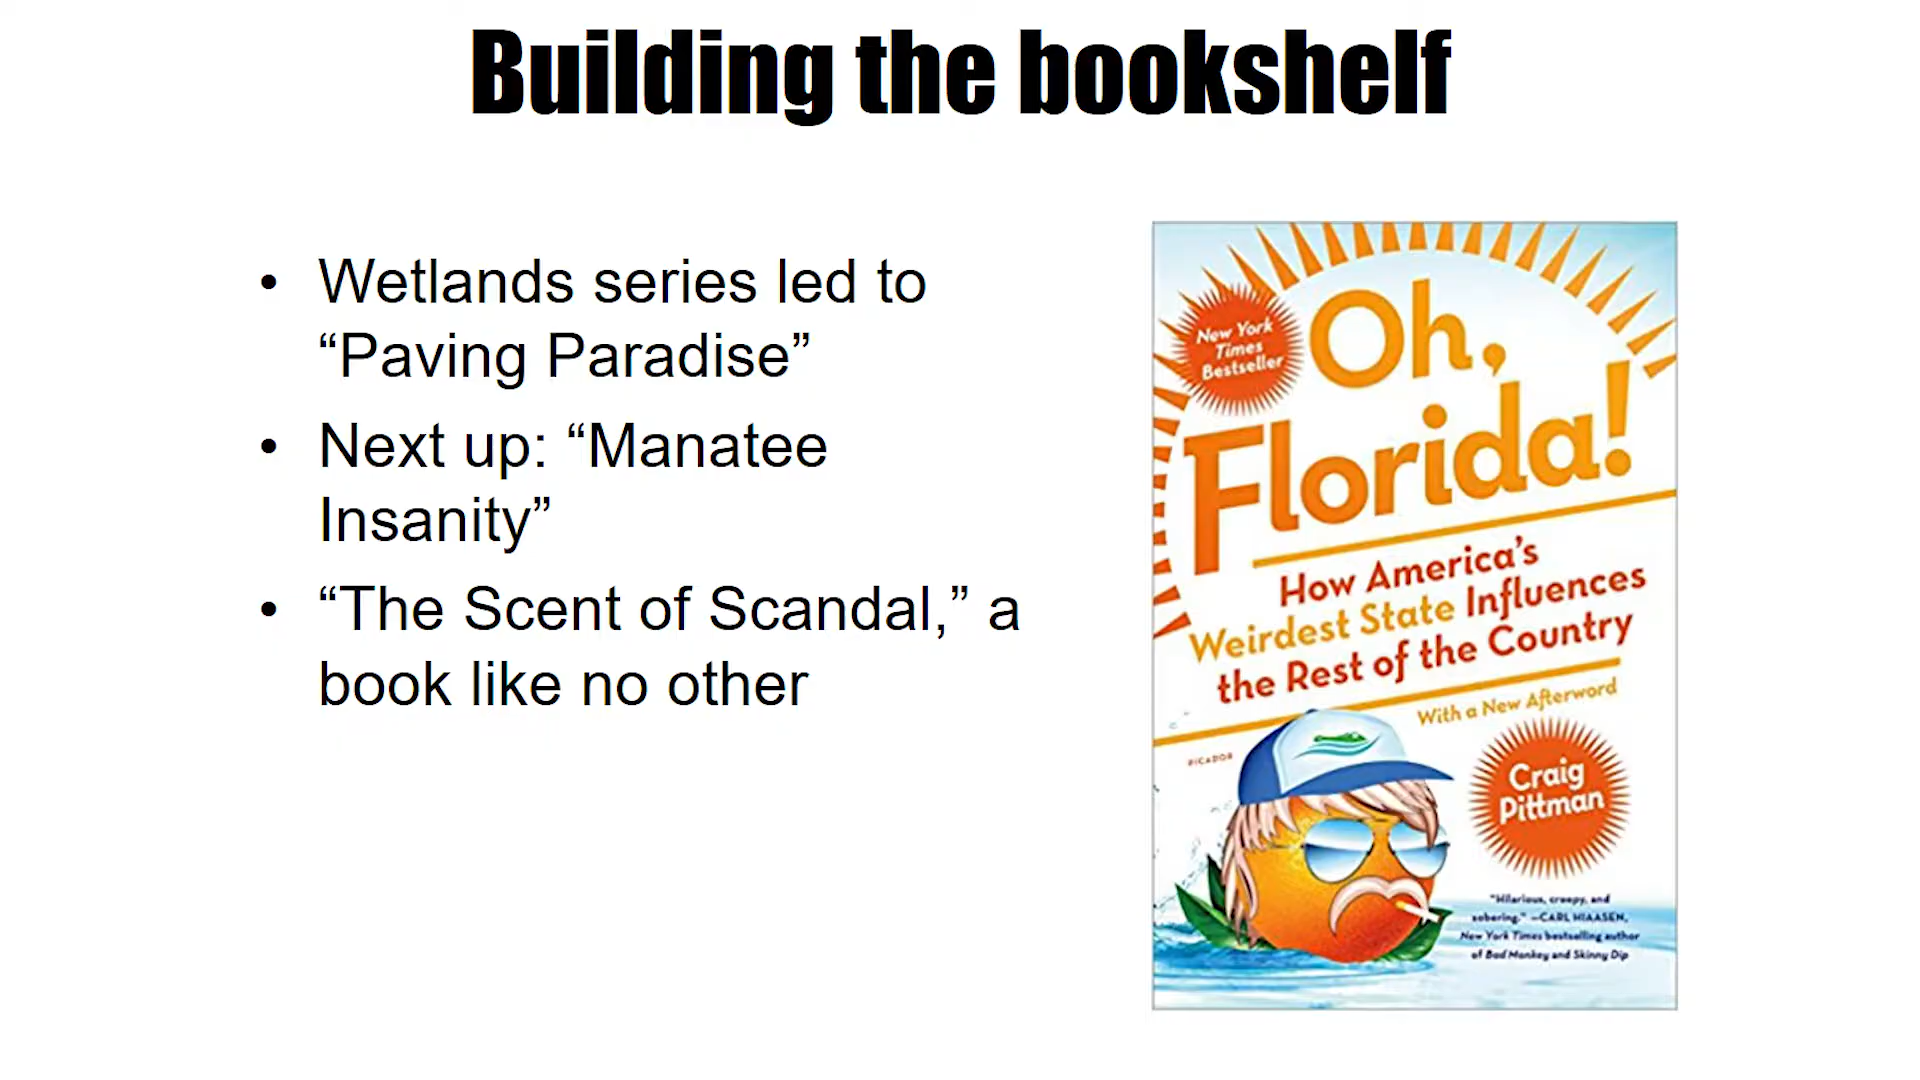 Building the bookshelf
• Wetlands series led to
“Paving Paradise”
• Next up: “Manatee
Insanity”
• “The Scent of Scandal,” a
book like no other
New York
Times
Bestseller
Oh,
Florida!
How America’s
Weirdest State Influences
the Rest of the Country
With a New Afterword
PICADOR
Craig
Pittman
“Hilarious, creepy, and
sobering.” —CARL HIAASEN,
New York Times bestselling author
of Bad Monkey and Skinny Dip